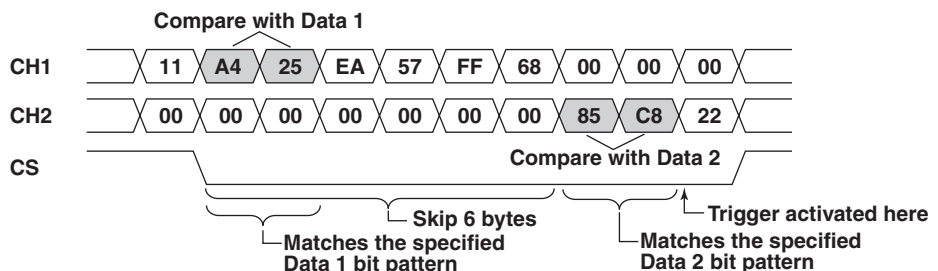 Compare with Data 1
CH1 11 A4 25 EA 57 FF 68 00 00 00
CH2 00 00 00 00 00 00 00 85 C8 22
Compare with Data 2
CS
Skip 6 bytes
Trigger activated here
Matches the specified
Data 1 bit pattern
Matches the specified
Data 2 bit pattern